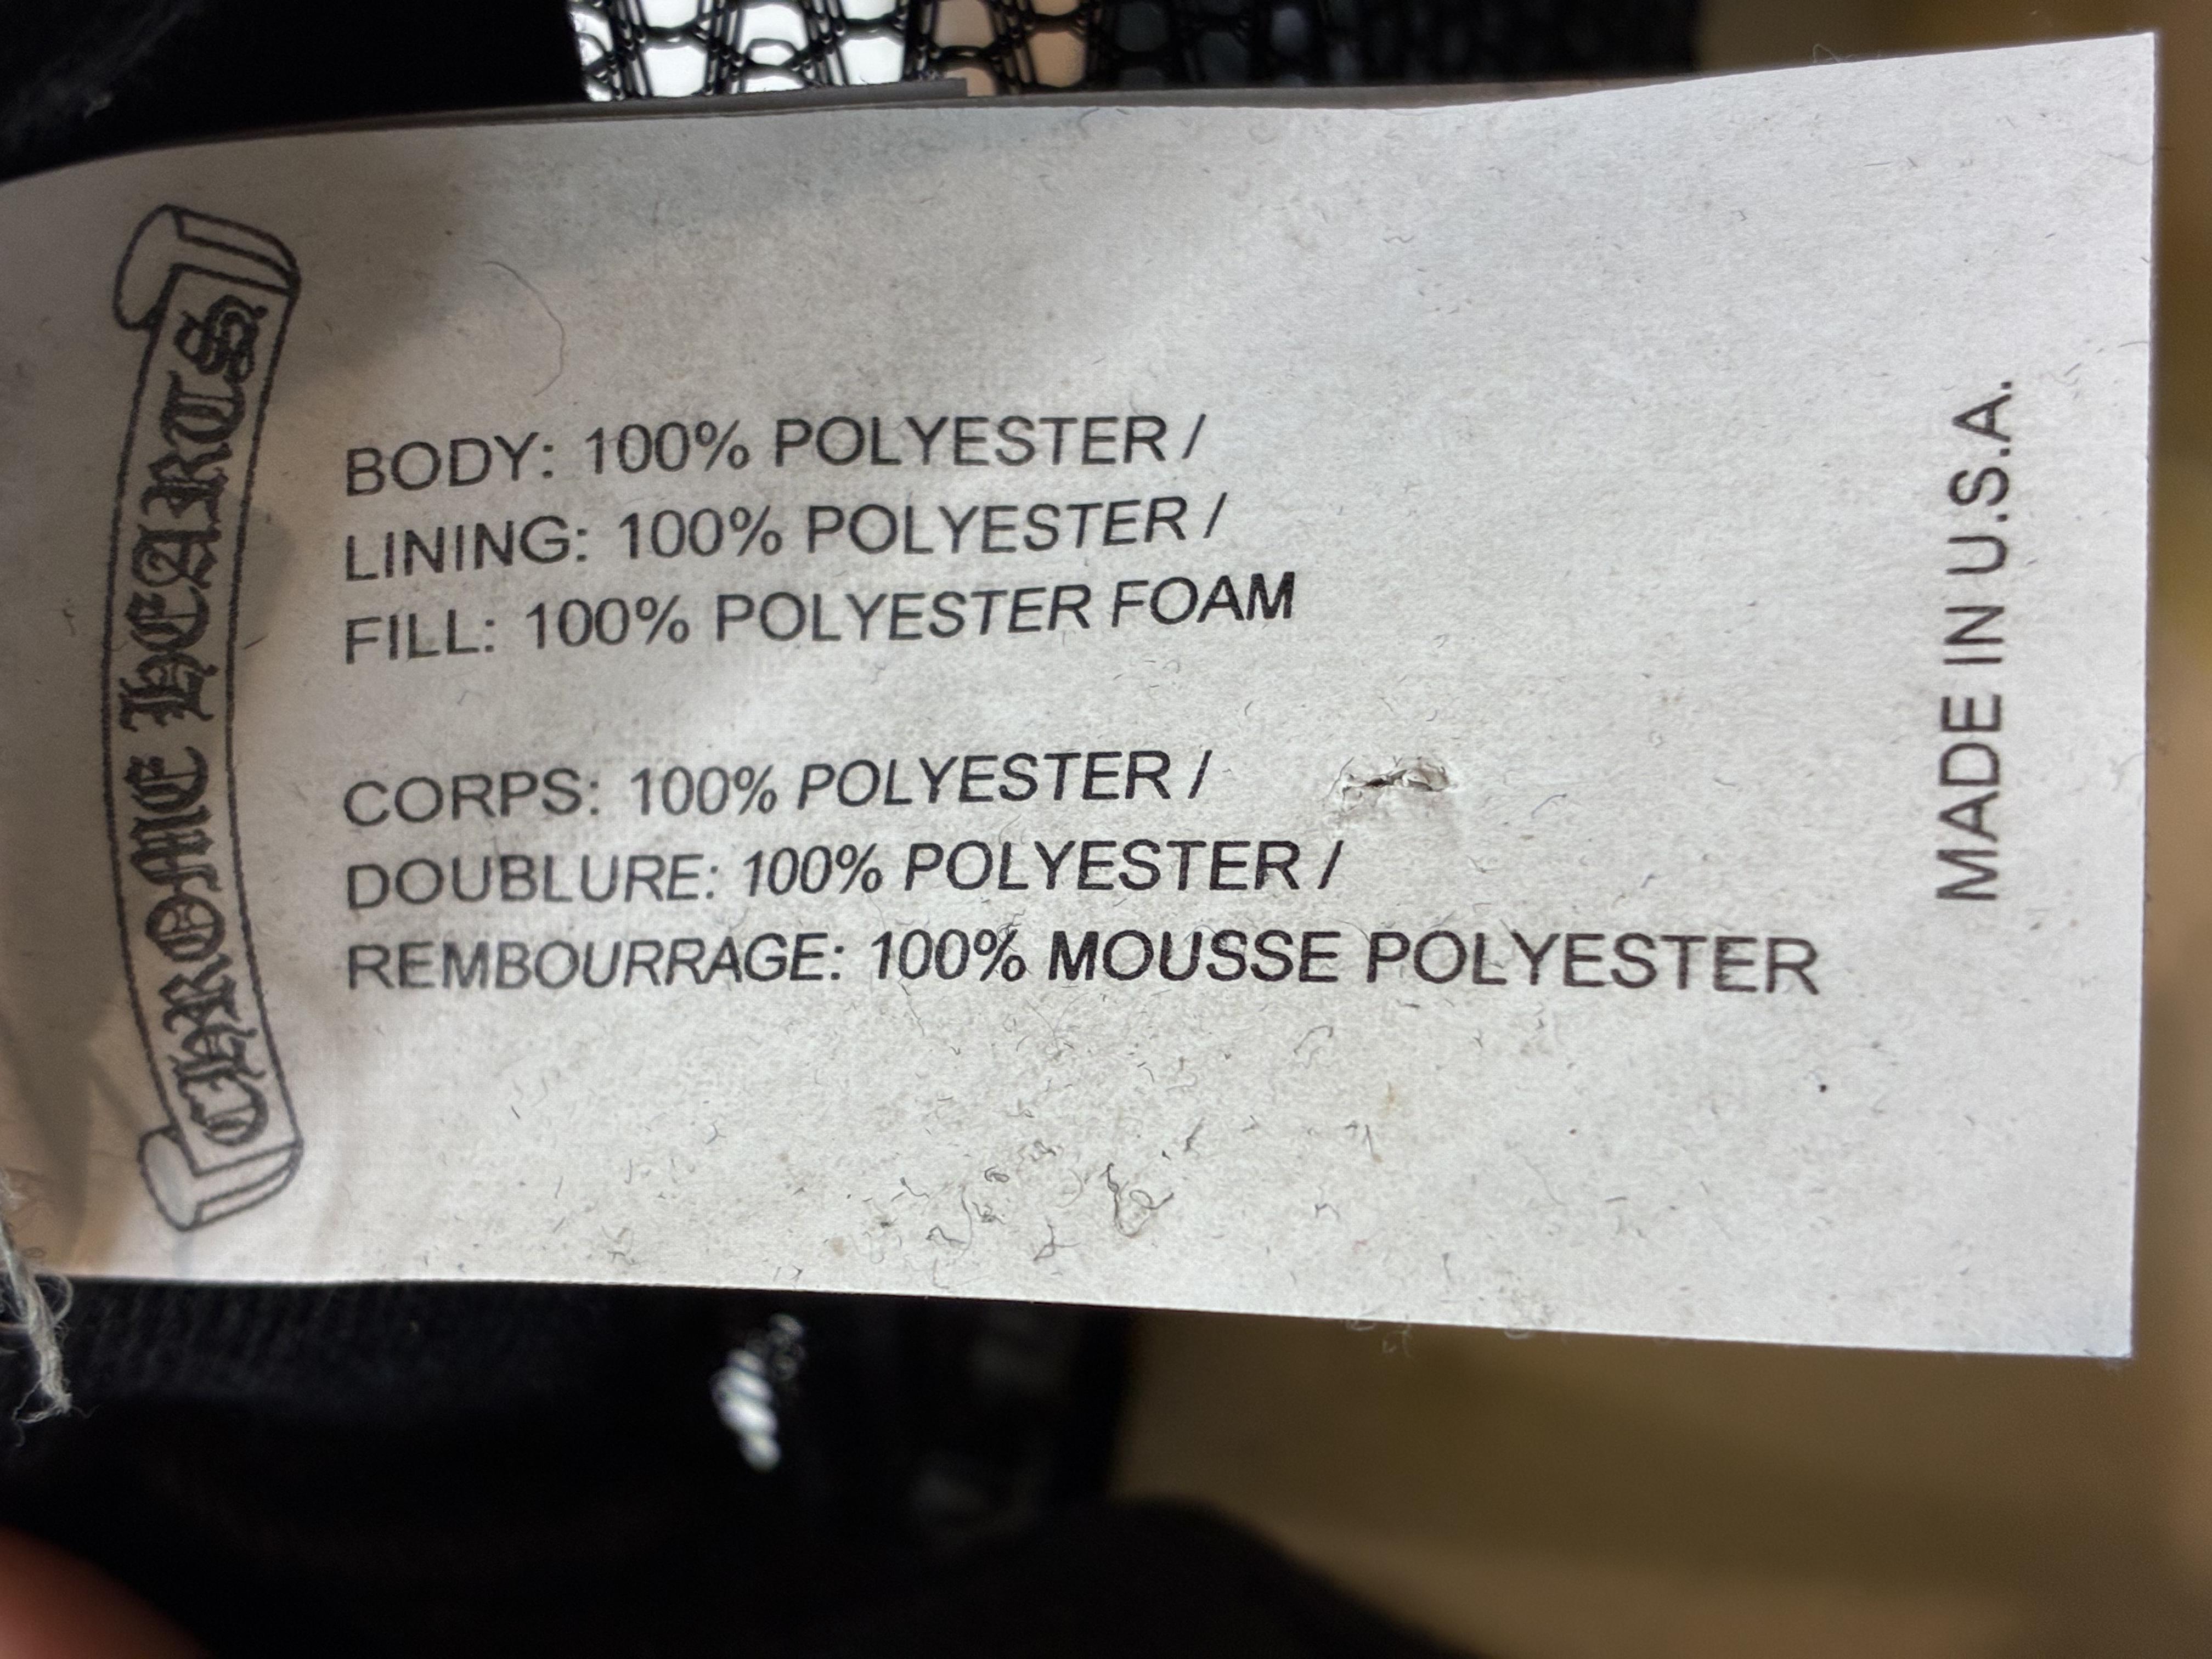 CHROME HEARTS
BODY: 100% POLYESTER /
LINING: 100% POLYESTER /
FILL: 100% POLYESTER FOAM
CORPS: 100% POLYESTER /
DOUBLURE: 100% POLYESTER /
REMBOURRAGE: 100% MOUSSE POLYESTER
MADE IN U.S.A.